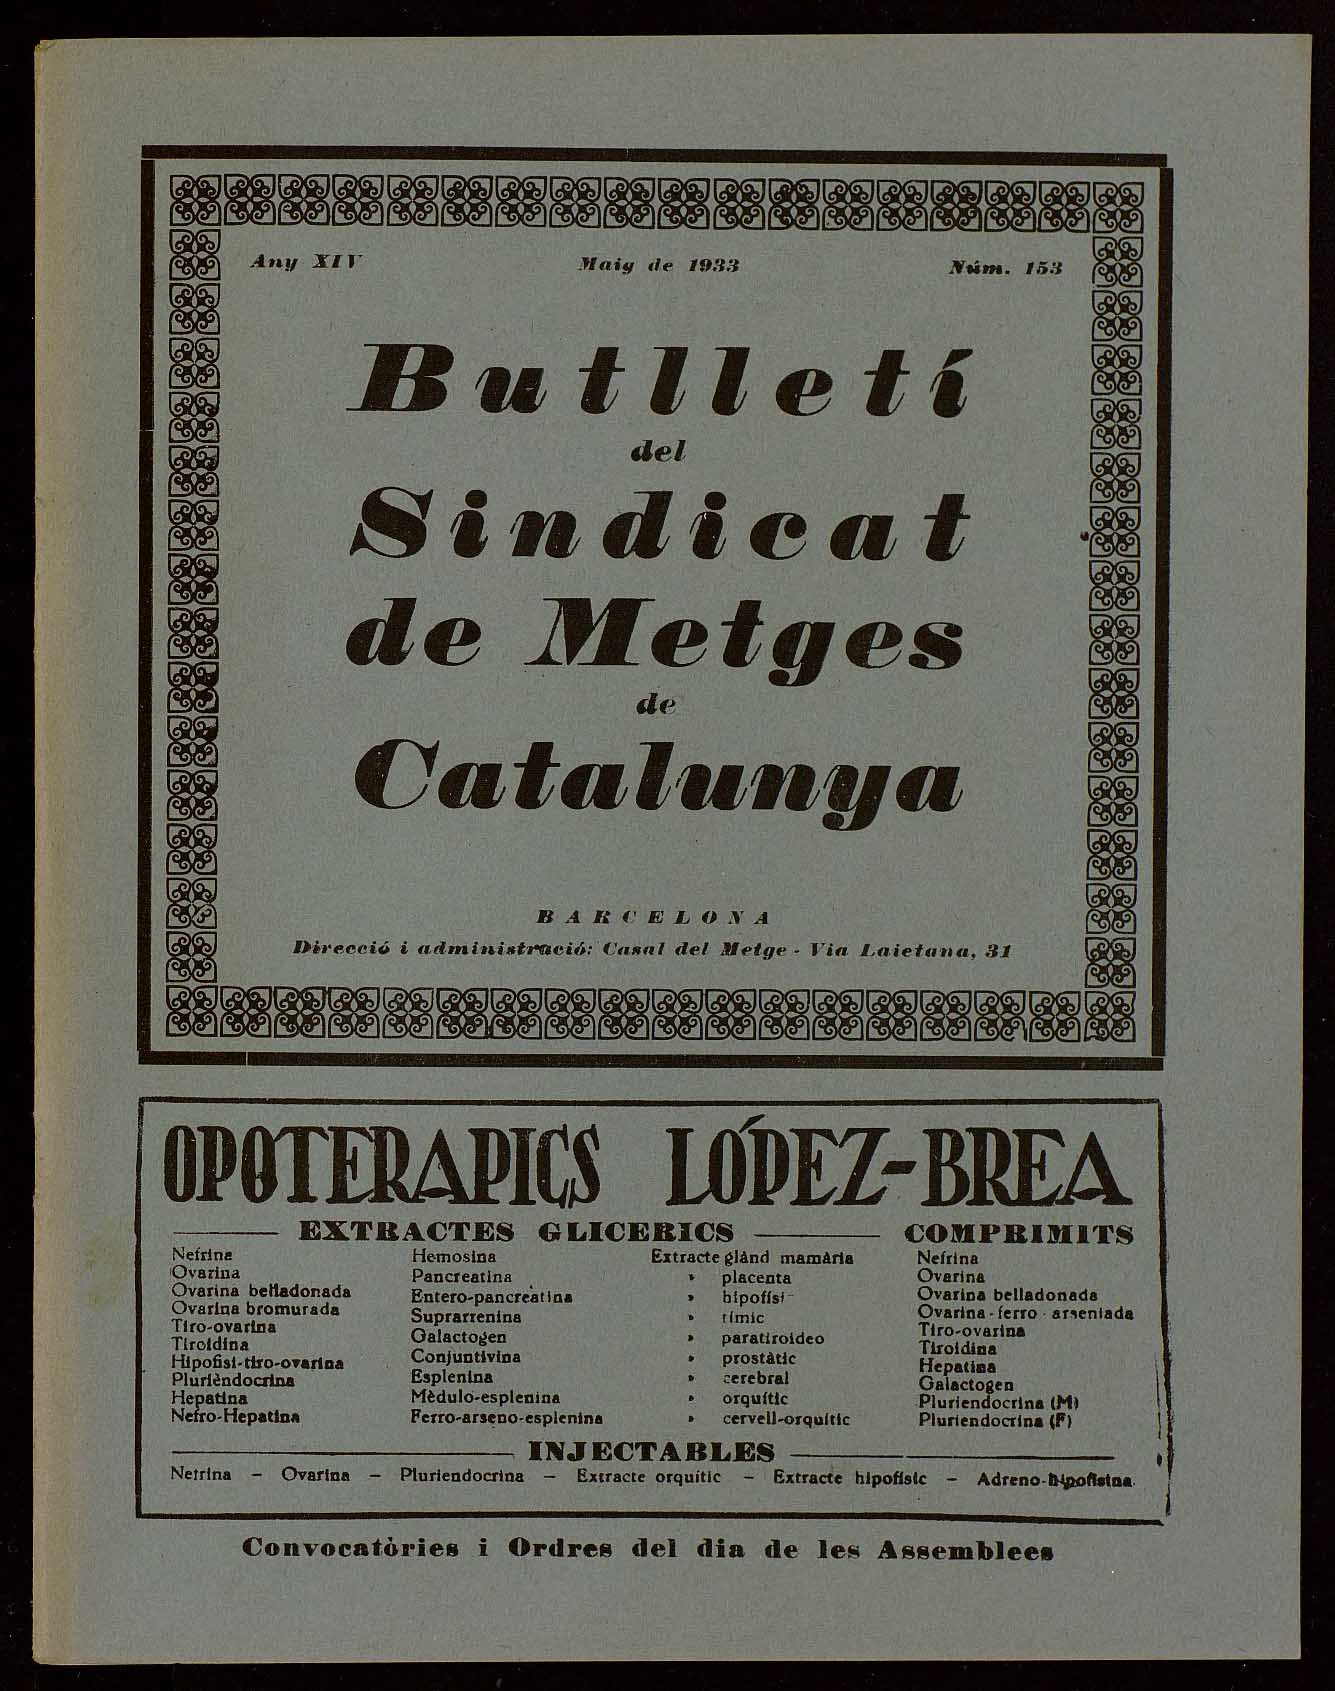 Any XIV Maig de 1933 Núm. 153
Butlletí
del
Sindicat
de Metges
de
Catalunya
BARCELONA
Direcció i administració: Casal del Metge - Via Laietana, 31
OPOTERAPICS LÓPEZ-BREA
EXTRACTES GLICERICS
Nefrina
Ovarina
Ovarina belladonada
Ovarina bromurada
Tiro-ovarina
Tiroidina
Hipofisi-tiro-ovarina
Plurièndocrina
Hepatina
Nefro-Hepatina
Hemosina
Pancreatina
Entero-pancreatina
Suprarrenina
Galactogen
Conjuntivina
Esplenina
Mèdulo-esplenina
Ferro-arseno-esplenina
Extracte glànd mamària
» placenta
» hipofísi
» tímic
» paratiroideo
» prostàtic
» cerebral
» orquític
» cervell-orquític
COMPRIMITS
Nefrina
Ovarina
Ovarina belladonada
Ovarina-ferro-arseniada
Tiro-ovarina
Tiroidina
Hepatina
Galactogen
Pluriendocrina (M)
Pluriendocrina (F)
INJECTABLES
Nefrina — Ovarina — Pluriendocrina — Extracte orquític — Extracte hipofísic — Adreno-hipofisina
Convocatòries i Ordres del dia de les Assemblees